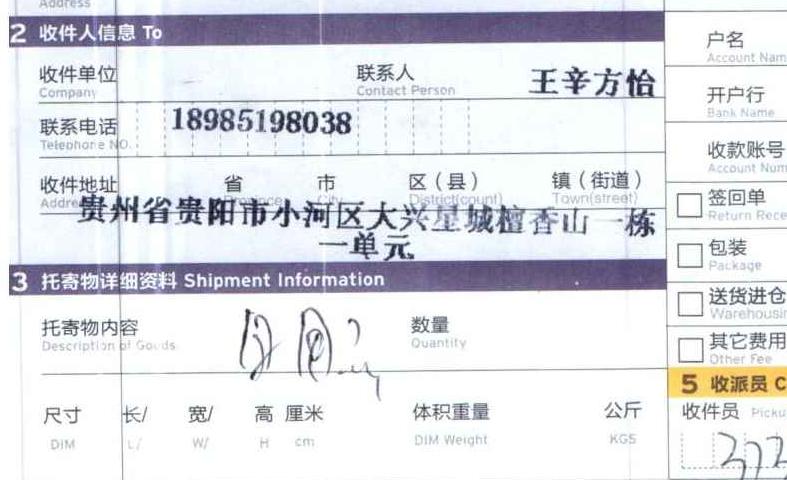 Address
2 收件人信息 To
户名
Account Nam
收件单位 联系人 王辛方怡
Company Contact Person
开户行
Bank Name
联系电话 18985198038
Telephone NO.
收款账号
Account Num
收件地址 省 市 区（县） 镇（街道）
Address Province City District(county) Town(street)
贵州省贵阳市小河区大兴星城檀香山一栋
一单元
签回单
Return Rece
包装
Package
3 托寄物详细资料 Shipment Information
送货进仓
Warehousin
托寄物内容 数量
Description of Goods Quantity
其它费用
Other Fee
5 收派员 C
尺寸 长/ 宽/ 高 厘米 体积重量 公斤
DIM L/ W/ H cm DIM Weight KGS
收件员 Picku